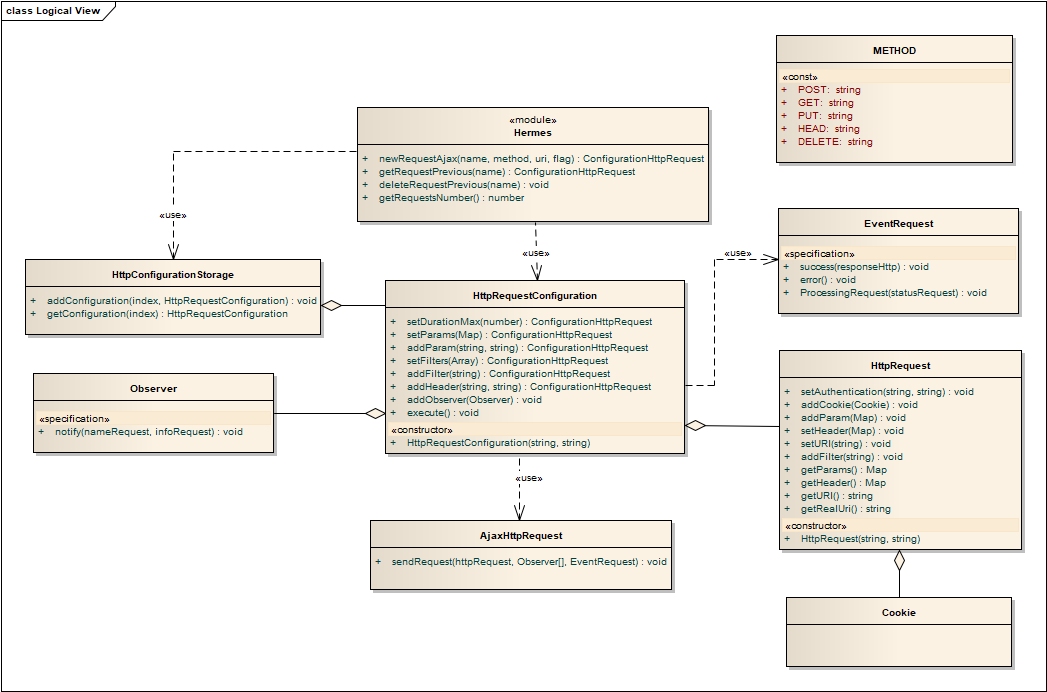 class Logical View
METHOD
«const»
+ POST: string
+ GET: string
+ PUT: string
+ HEAD: string
+ DELETE: string
«module»
Hermes
+ newRequestAjax(name, method, uri, flag) : ConfigurationHttpRequest
+ getRequestPrevious(name) : ConfigurationHttpRequest
+ deleteRequestPrevious(name) : void
+ getRequestsNumber() : number
«use»
«use»
«use»
EventRequest
«specification»
+ success(responseHttp) : void
+ error() : void
+ ProcessingRequest(statusRequest) : void
HttpConfigurationStorage
+ addConfiguration(index, HttpRequestConfiguration) : void
+ getConfiguration(index) : HttpRequestConfiguration
HttpRequestConfiguration
+ setDurationMax(number) : ConfigurationHttpRequest
+ setParams(Map) : ConfigurationHttpRequest
+ addParam(string, string) : ConfigurationHttpRequest
+ setFilters(Array) : ConfigurationHttpRequest
+ addFilter(string) : ConfigurationHttpRequest
+ addHeader(string, string) : ConfigurationHttpRequest
+ addObserver(Observer) : void
+ execute() : void
«constructor»
+ HttpRequestConfiguration(string, string)
Observer
«specification»
+ notify(nameRequest, infoRequest) : void
HttpRequest
+ setAuthentication(string, string) : void
+ addCookie(Cookie) : void
+ addParam(Map) : void
+ setHeader(Map) : void
+ setURI(string) : void
+ addFilter(string) : void
+ getParams() : Map
+ getHeader() : Map
+ getURI() : string
+ getRealUri() : string
«constructor»
+ HttpRequest(string, string)
«use»
AjaxHttpRequest
+ sendRequest(httpRequest, Observer[], EventRequest) : void
Cookie